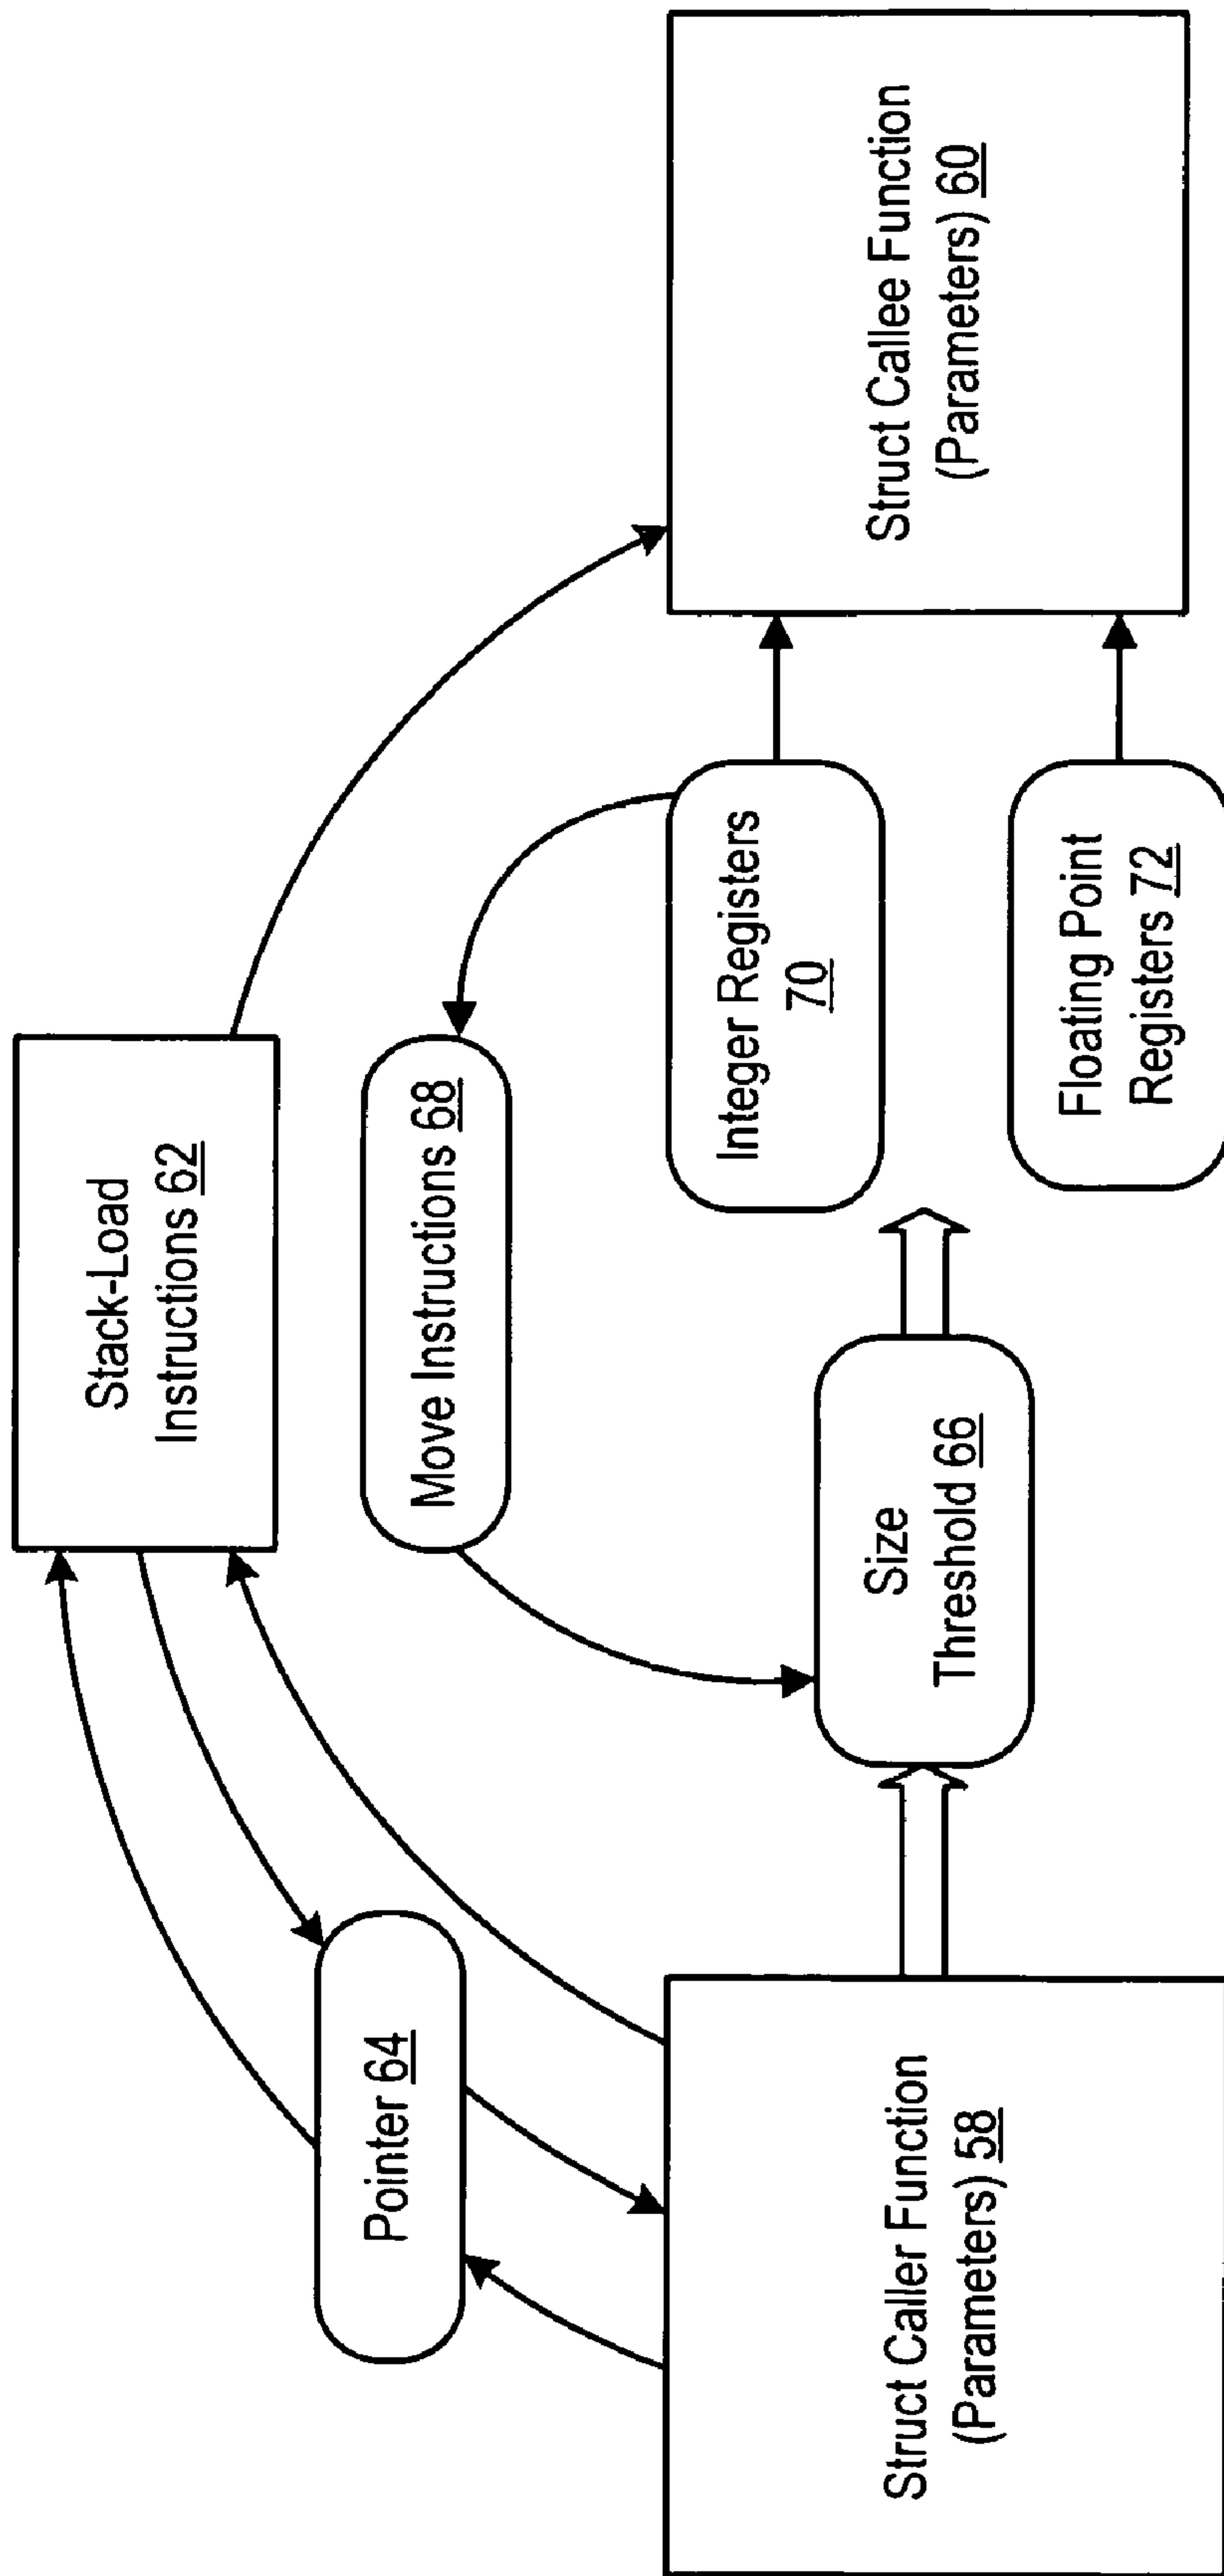 Stack-Load
Instructions 62
Pointer 64
Move Instructions 68
Struct Caller Function
(Parameters) 58
Size
Threshold 66
Integer Registers
70
Floating Point
Registers 72
Struct Callee Function
(Parameters) 60